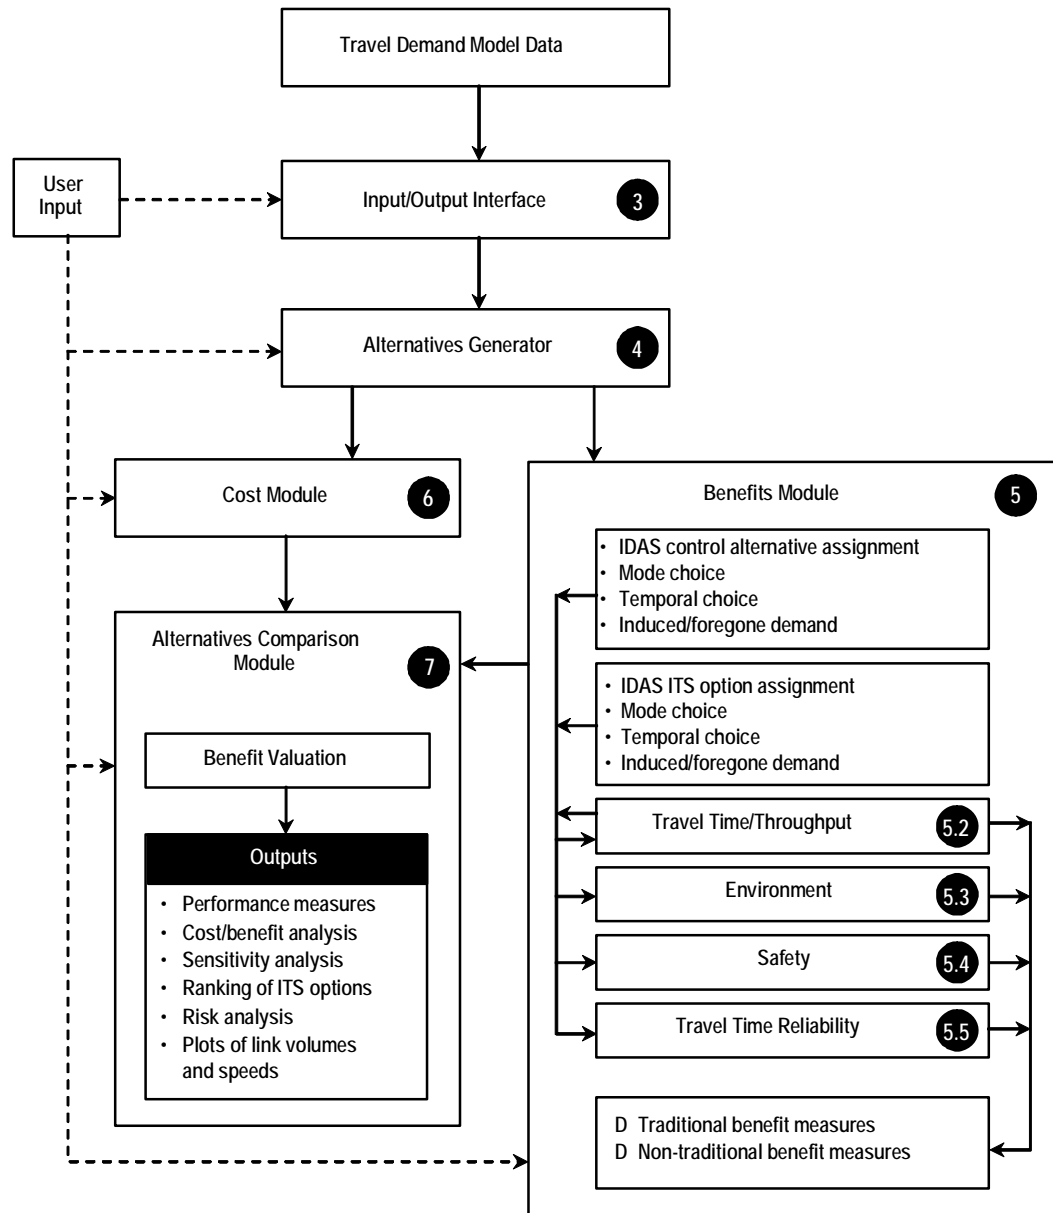 Travel Demand Model Data
User
Input
Input/Output Interface
3
Alternatives Generator
4
Cost Module
6
Benefits Module
5
• IDAS control alternative assignment
• Mode choice
• Temporal choice
• Induced/foregone demand
Alternatives Comparison
Module
7
• IDAS ITS option assignment
• Mode choice
• Temporal choice
• Induced/foregone demand
Benefit Valuation
Travel Time/Throughput
5.2
Outputs
• Performance measures
• Cost/benefit analysis
• Sensitivity analysis
• Ranking of ITS options
• Risk analysis
• Plots of link volumes
and speeds
Environment
5.3
Safety
5.4
Travel Time Reliability
5.5
D Traditional benefit measures
D Non-traditional benefit measures